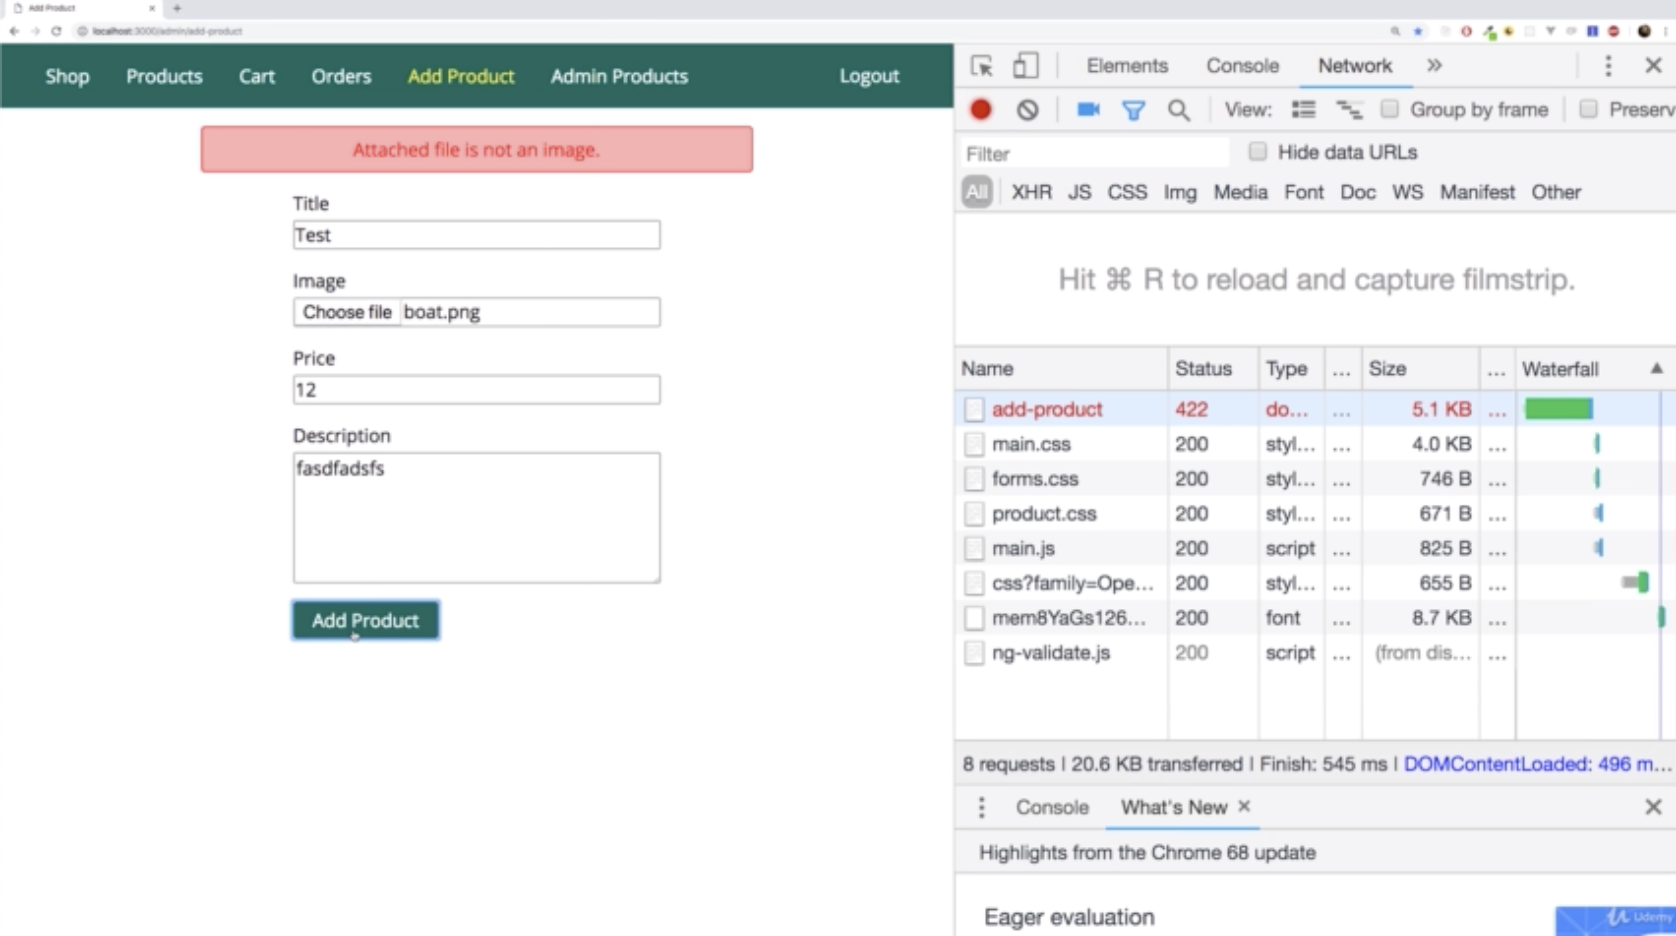 Add Product
localhost:3000/admin/add-product
Shop Products Cart Orders Add Product Admin Products Logout
Attached file is not an image.
Title
Test
Image
Choose file boat.png
Price
12
Description
fasdfadsfs
Add Product
Elements Console Network
View: Group by frame Preserv
Filter Hide data URLs
All XHR JS CSS Img Media Font Doc WS Manifest Other
Hit ⌘ R to reload and capture filmstrip.
Name Status Type ... Size ... Waterfall
add-product 422 do... ... 5.1 KB ...
main.css 200 styl... ... 4.0 KB ...
forms.css 200 styl... ... 746 B ...
product.css 200 styl... ... 671 B ...
main.js 200 script ... 825 B ...
css?family=Ope... 200 styl... ... 655 B ...
mem8YaGs126... 200 font ... 8.7 KB ...
ng-validate.js 200 script ... (from dis... ...
8 requests | 20.6 KB transferred | Finish: 545 ms | DOMContentLoaded: 496 m...
Console What's New
Highlights from the Chrome 68 update
Eager evaluation
Udemy